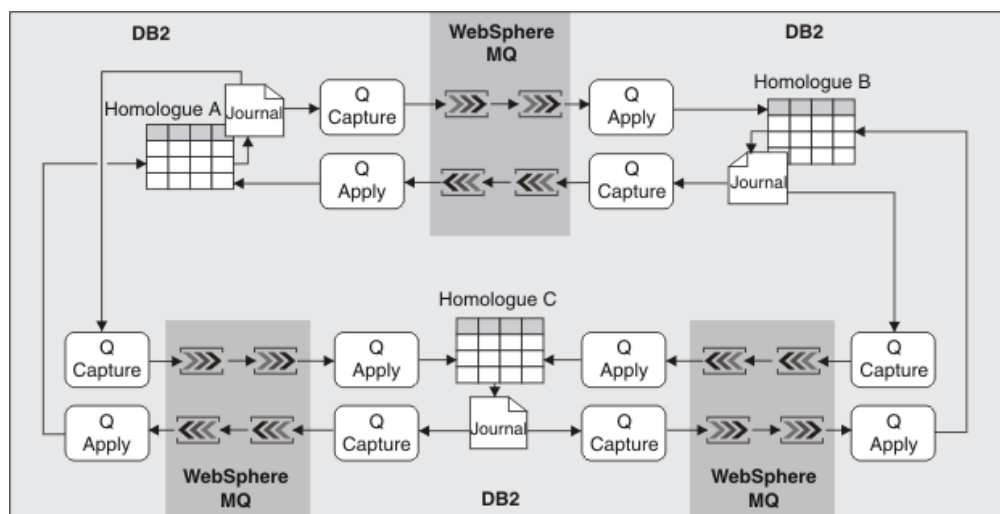 DB2
WebSphere
MQ
DB2
Homologue A
Journal
Q
Capture
Q
Apply
Homologue B
Q
Apply
Q
Capture
Journal
Homologue C
Q
Capture
Q
Apply
Q
Apply
Q
Capture
Q
Apply
Q
Capture
Journal
Q
Capture
Q
Apply
WebSphere
MQ
DB2
WebSphere
MQ